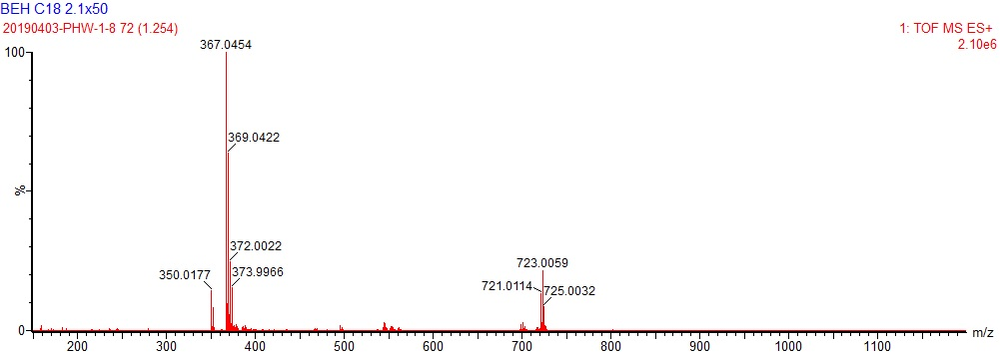 BEH C18 2.1x50
20190403-PHW-1-8 72 (1.254)
1: TOF MS ES+
2.10e6
367.0454
100
369.0422
%
372.0022
350.0177
373.9966
723.0059
721.0114
725.0032
0
m/z
200 300 400 500 600 700 800 900 1000 1100